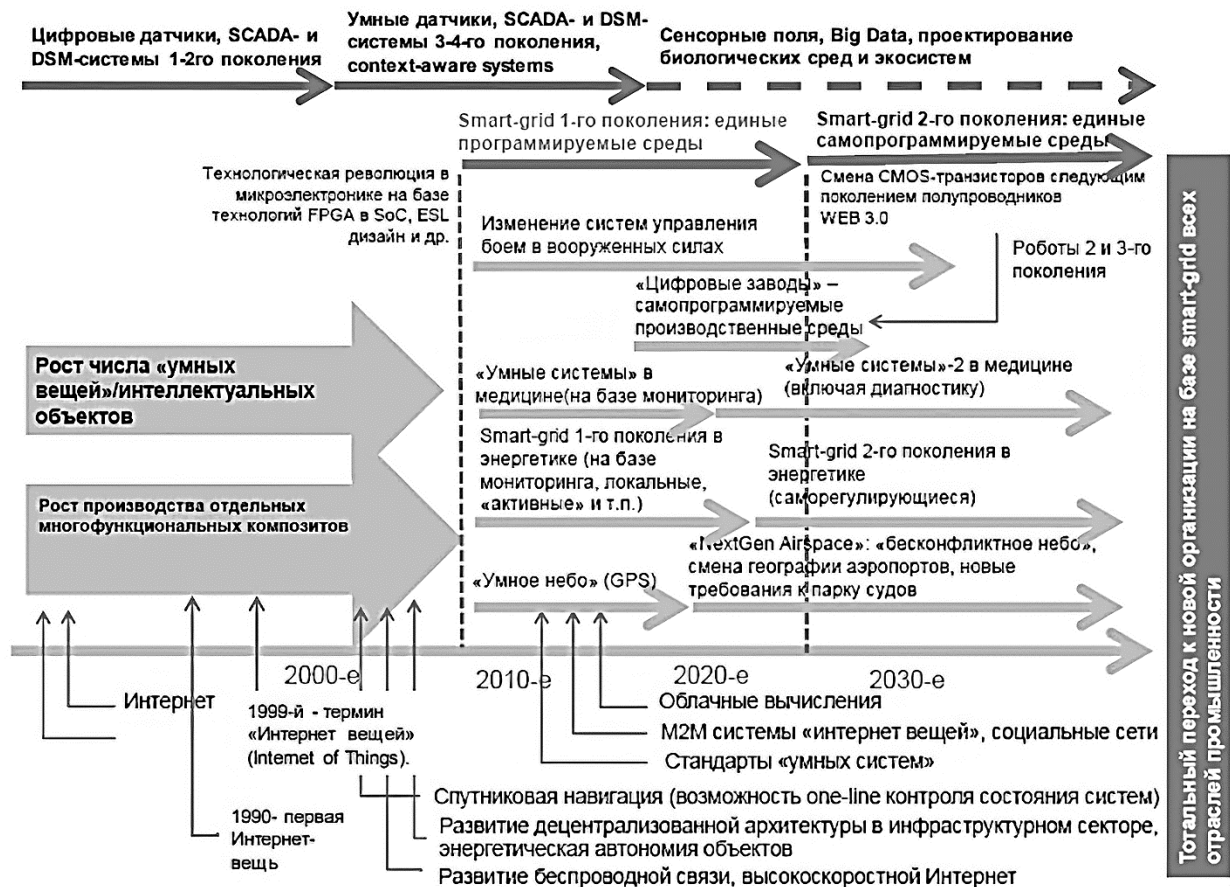 Цифровые датчики, SCADA- и
DSM-системы 1-2го поколения
Умные датчики, SCADA- и DSM-
системы 3-4-го поколения,
context-aware systems
Сенсорные поля, Big Data, проектирование
биологических сред и экосистем
Smart-grid 1-го поколения: единые
программируемые среды
Smart-grid 2-го поколения: единые
самопрограммируемые среды
Технологическая революция в
микроэлектронике на базе
технологий FPGA в SoC, ESL
дизайн и др.
Смена CMOS-транзисторов следующим
поколением полупроводников
WEB 3.0
Изменение систем управления
боем в вооруженных силах
Роботы 2 и 3-го
поколения
«Цифровые заводы» –
самопрограммируемые
производственные среды
Рост числа «умных
вещей»/интеллектуальных
объектов
«Умные системы» в
медицине(на базе мониторинга)
«Умные системы»-2 в медицине
(включая диагностику)
Smart-grid 1-го поколения в
энергетике (на базе
мониторинга, локальные,
«активные» и т.п.)
Smart-grid 2-го поколения в
энергетике
(саморегулирующиеся)
Рост производства отдельных
многофункциональных композитов
«Умное небо» (GPS)
«NextGen Airspace»: «бесконфликтное небо»,
смена географии аэропортов, новые
требования к парку судов
2000-е
2010-е
2020-е
2030-е
Интернет
1999-й - термин
«Интернет вещей»
(Internet of Things).
1990- первая
Интернет-
вещь
Облачные вычисления
M2M системы «интернет вещей», социальные сети
Стандарты «умных систем»
Спутниковая навигация (возможность one-line контроля состояния систем)
Развитие децентрализованной архитектуры в инфраструктурном секторе,
энергетическая автономия объектов
Развитие беспроводной связи, высокоскоростной Интернет
Тотальный переход к новой организации на базе smart-grid всех
отраслей промышленности